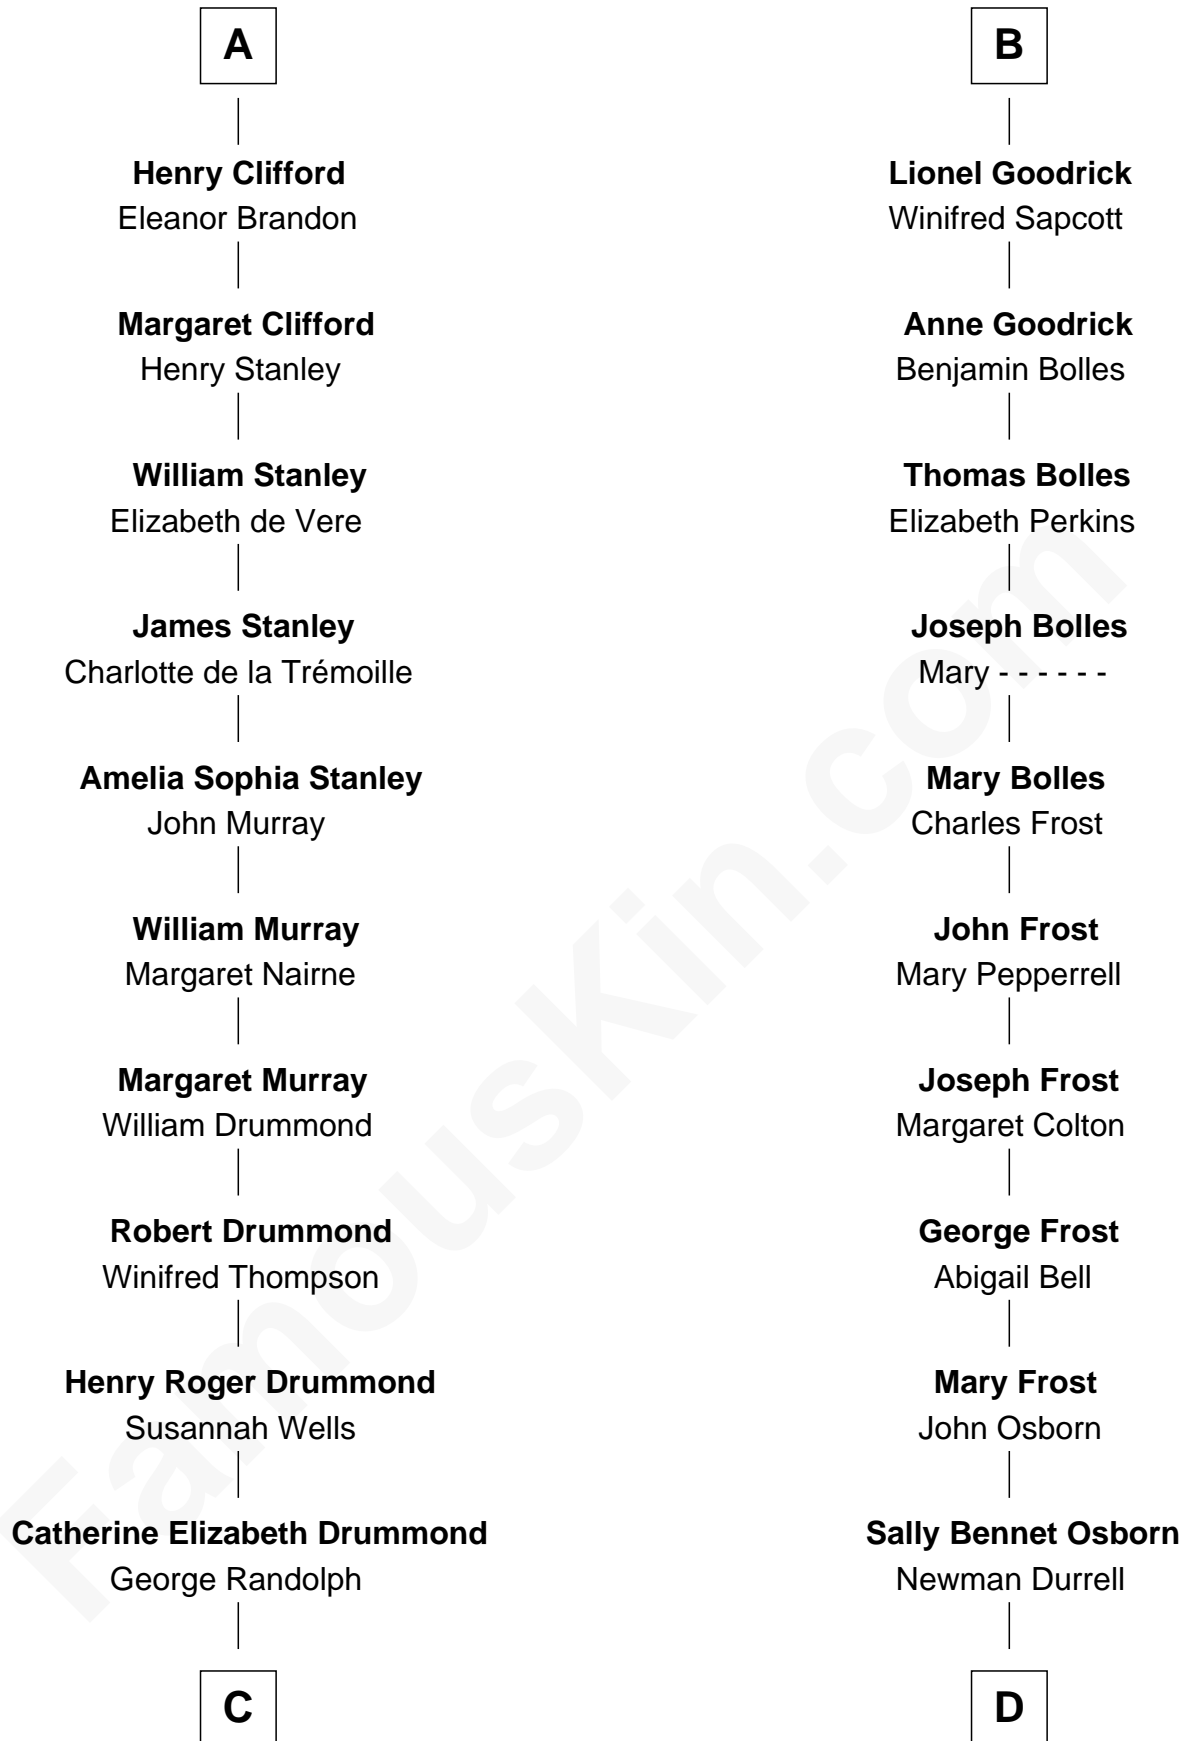 A
Henry Clifford
Eleanor Brandon
Margaret Clifford
Henry Stanley
William Stanley
Elizabeth de Vere
James Stanley
Charlotte de la Trémoille
Amelia Sophia Stanley
John Murray
William Murray
Margaret Nairne
Margaret Murray
William Drummond
Robert Drummond
Winifred Thompson
Henry Roger Drummond
Susannah Wells
Catherine Elizabeth Drummond
George Randolph
C
B
Lionel Goodrick
Winifred Sapcott
Anne Goodrick
Benjamin Bolles
Thomas Bolles
Elizabeth Perkins
Joseph Bolles
Mary - - - - - -
Mary Bolles
Charles Frost
John Frost
Mary Pepperrell
Joseph Frost
Margaret Colton
George Frost
Abigail Bell
Mary Frost
John Osborn
Sally Bennet Osborn
Newman Durrell
D
FamousKin.com